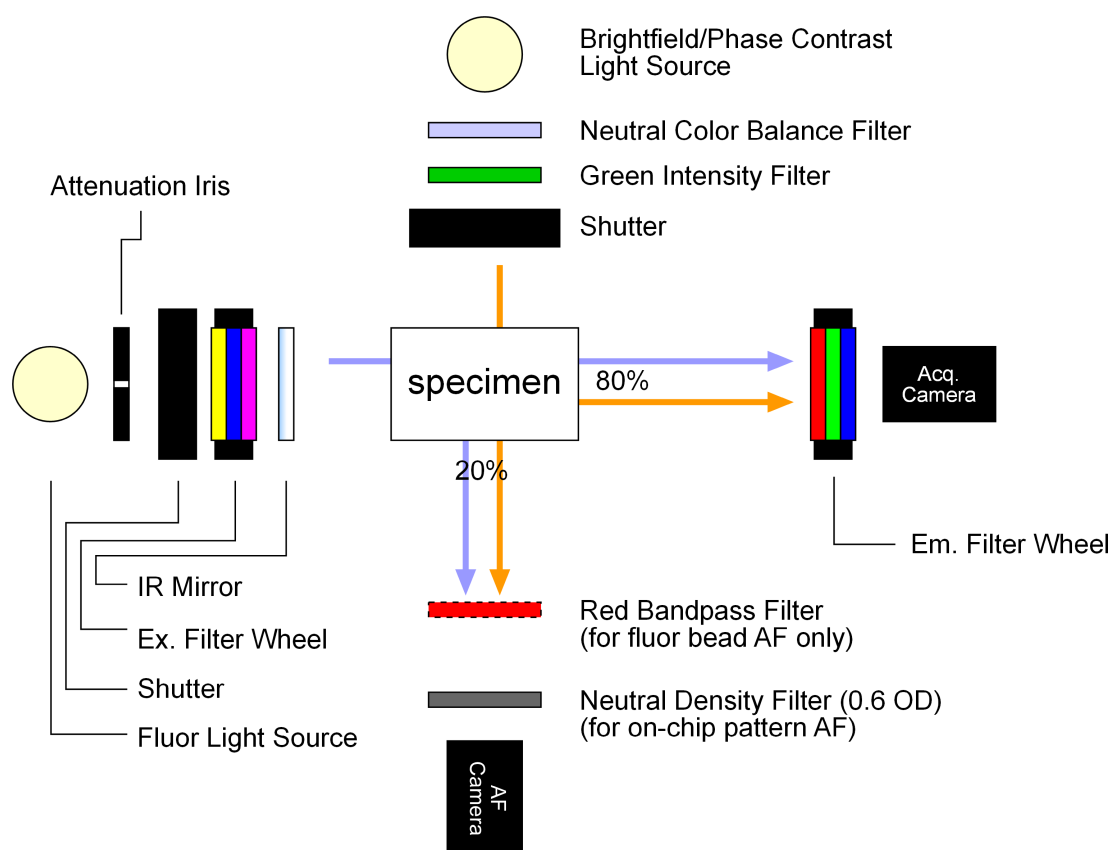 Brightfield/Phase Contrast
Light Source
Neutral Color Balance Filter
Green Intensity Filter
Attenuation Iris
Shutter
specimen
80%
Acq.
Camera
20%
Em. Filter Wheel
IR Mirror
Red Bandpass Filter
(for fluor bead AF only)
Ex. Filter Wheel
Shutter
Neutral Density Filter (0.6 OD)
(for on-chip pattern AF)
Fluor Light Source
AF
Camera